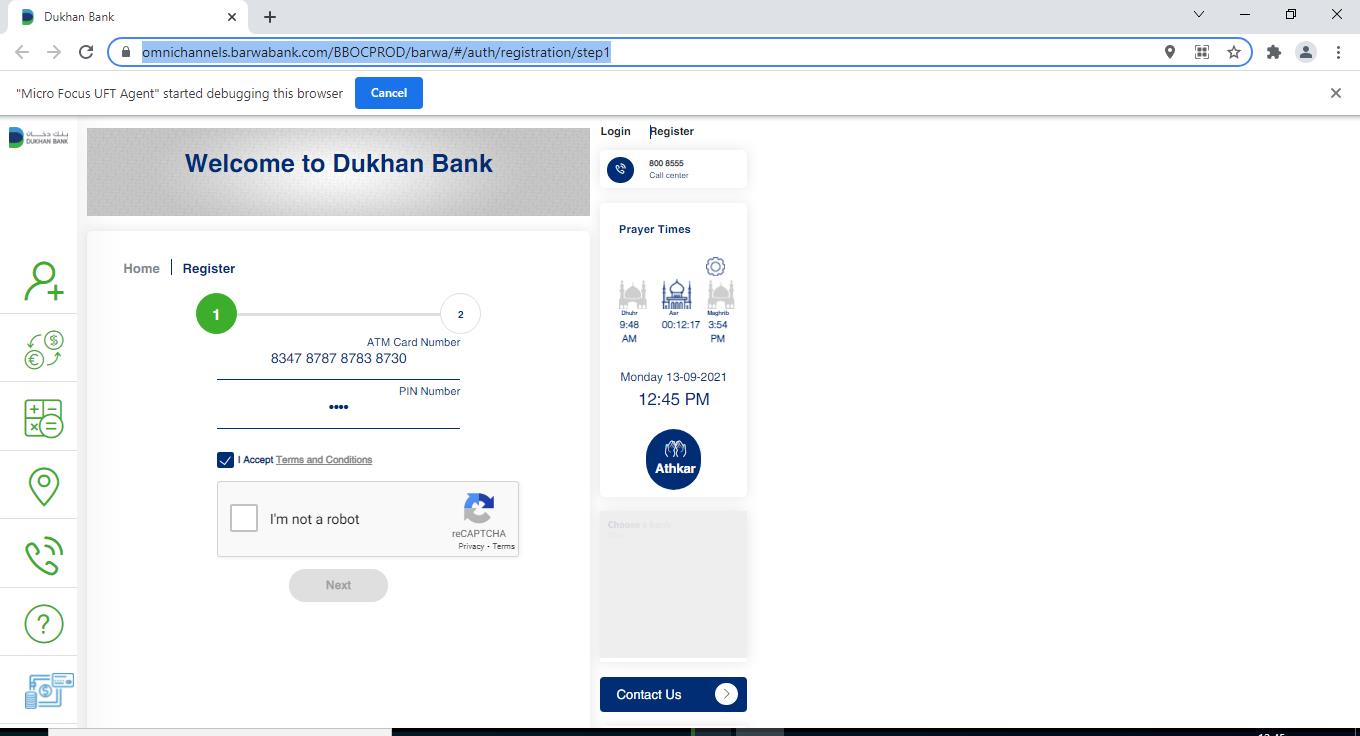 Dukhan Bank
omnichannels.barwabank.com/BBOCPROD/barwa/#/auth/registration/step1
"Micro Focus UFT Agent" started debugging this browser
Cancel
بنك دخان
DUKHAN BANK
Welcome to Dukhan Bank
Login
Register
800 8555
Call center
Prayer Times
Dhuhr
Asr
Maghrib
9:48 AM
00:12:17
3:54 PM
Monday 13-09-2021
12:45 PM
Athkar
Choose a bank
Contact Us
Home
Register
1
2
ATM Card Number
8347 8787 8783 8730
PIN Number
••••
I Accept Terms and Conditions
I'm not a robot
reCAPTCHA
Privacy - Terms
Next